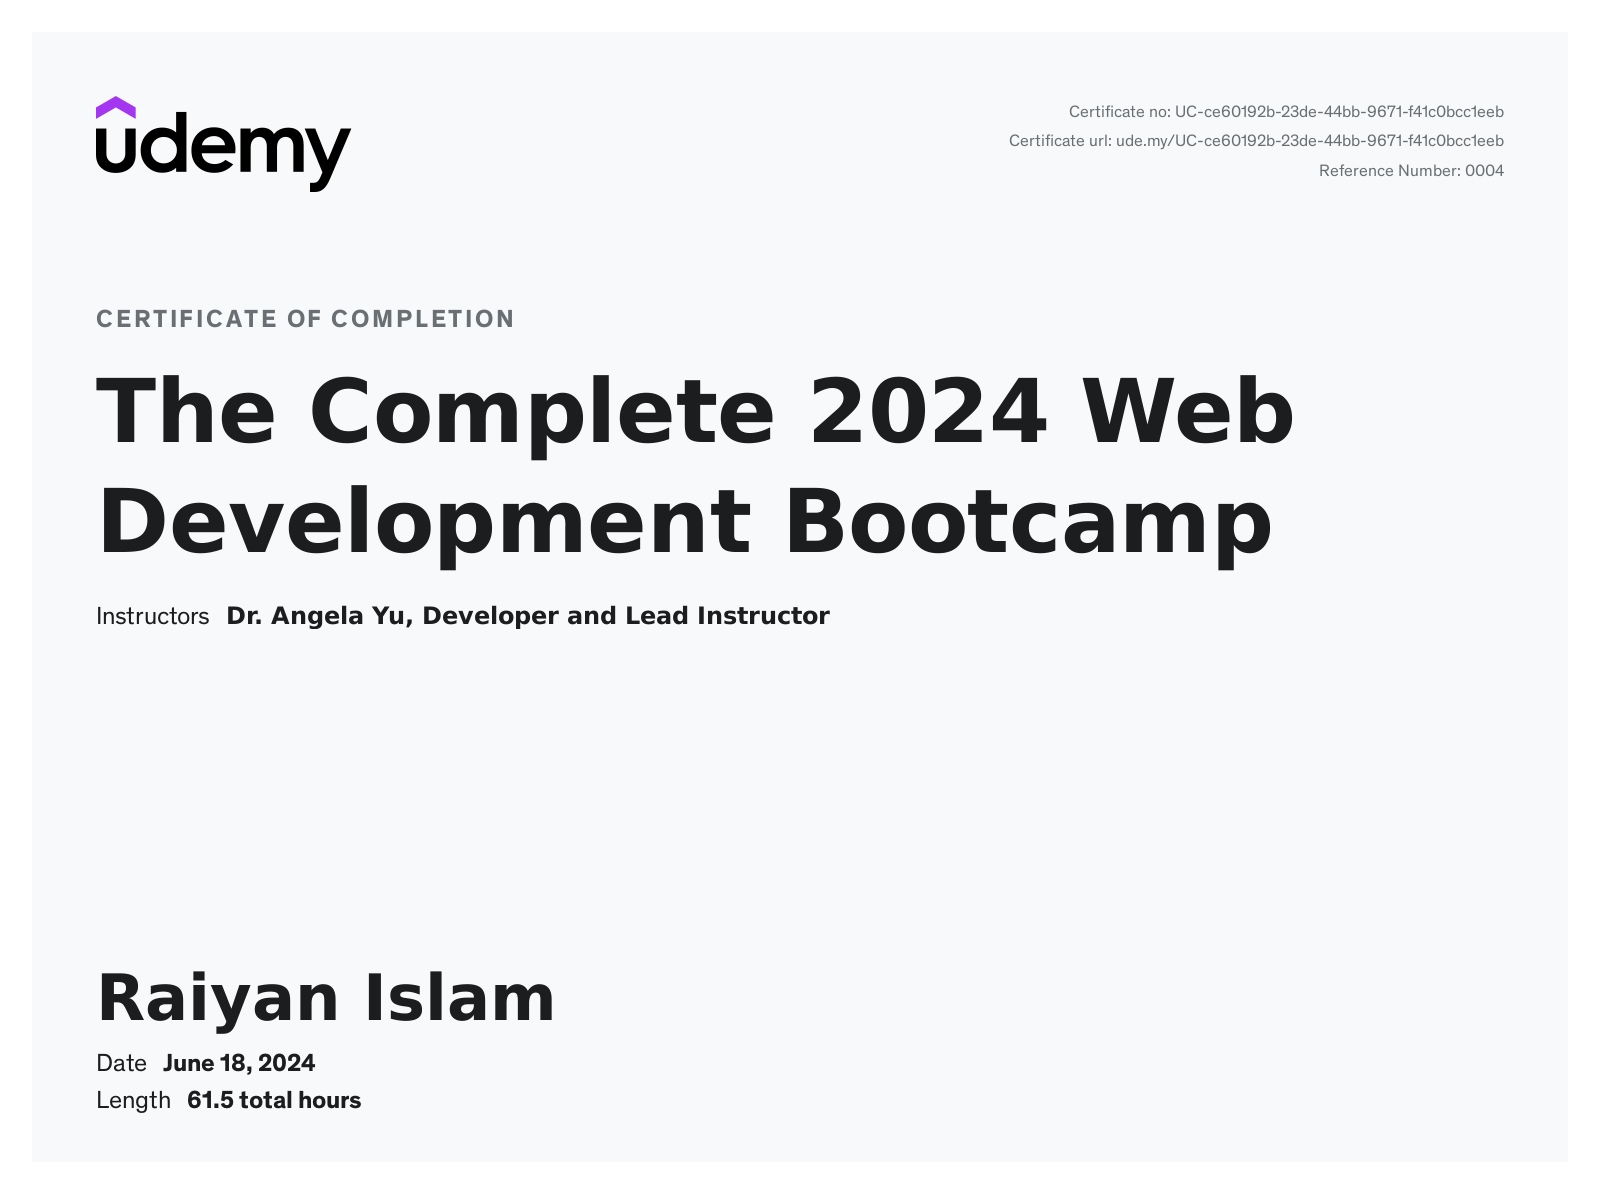 udemy
Certificate no: UC-ce60192b-23de-44bb-9671-f41c0bcc1eeb
Certificate url: ude.my/UC-ce60192b-23de-44bb-9671-f41c0bcc1eeb
Reference Number: 0004
CERTIFICATE OF COMPLETION
The Complete 2024 Web
Development Bootcamp
Instructors Dr. Angela Yu, Developer and Lead Instructor
Raiyan Islam
Date June 18, 2024
Length 61.5 total hours